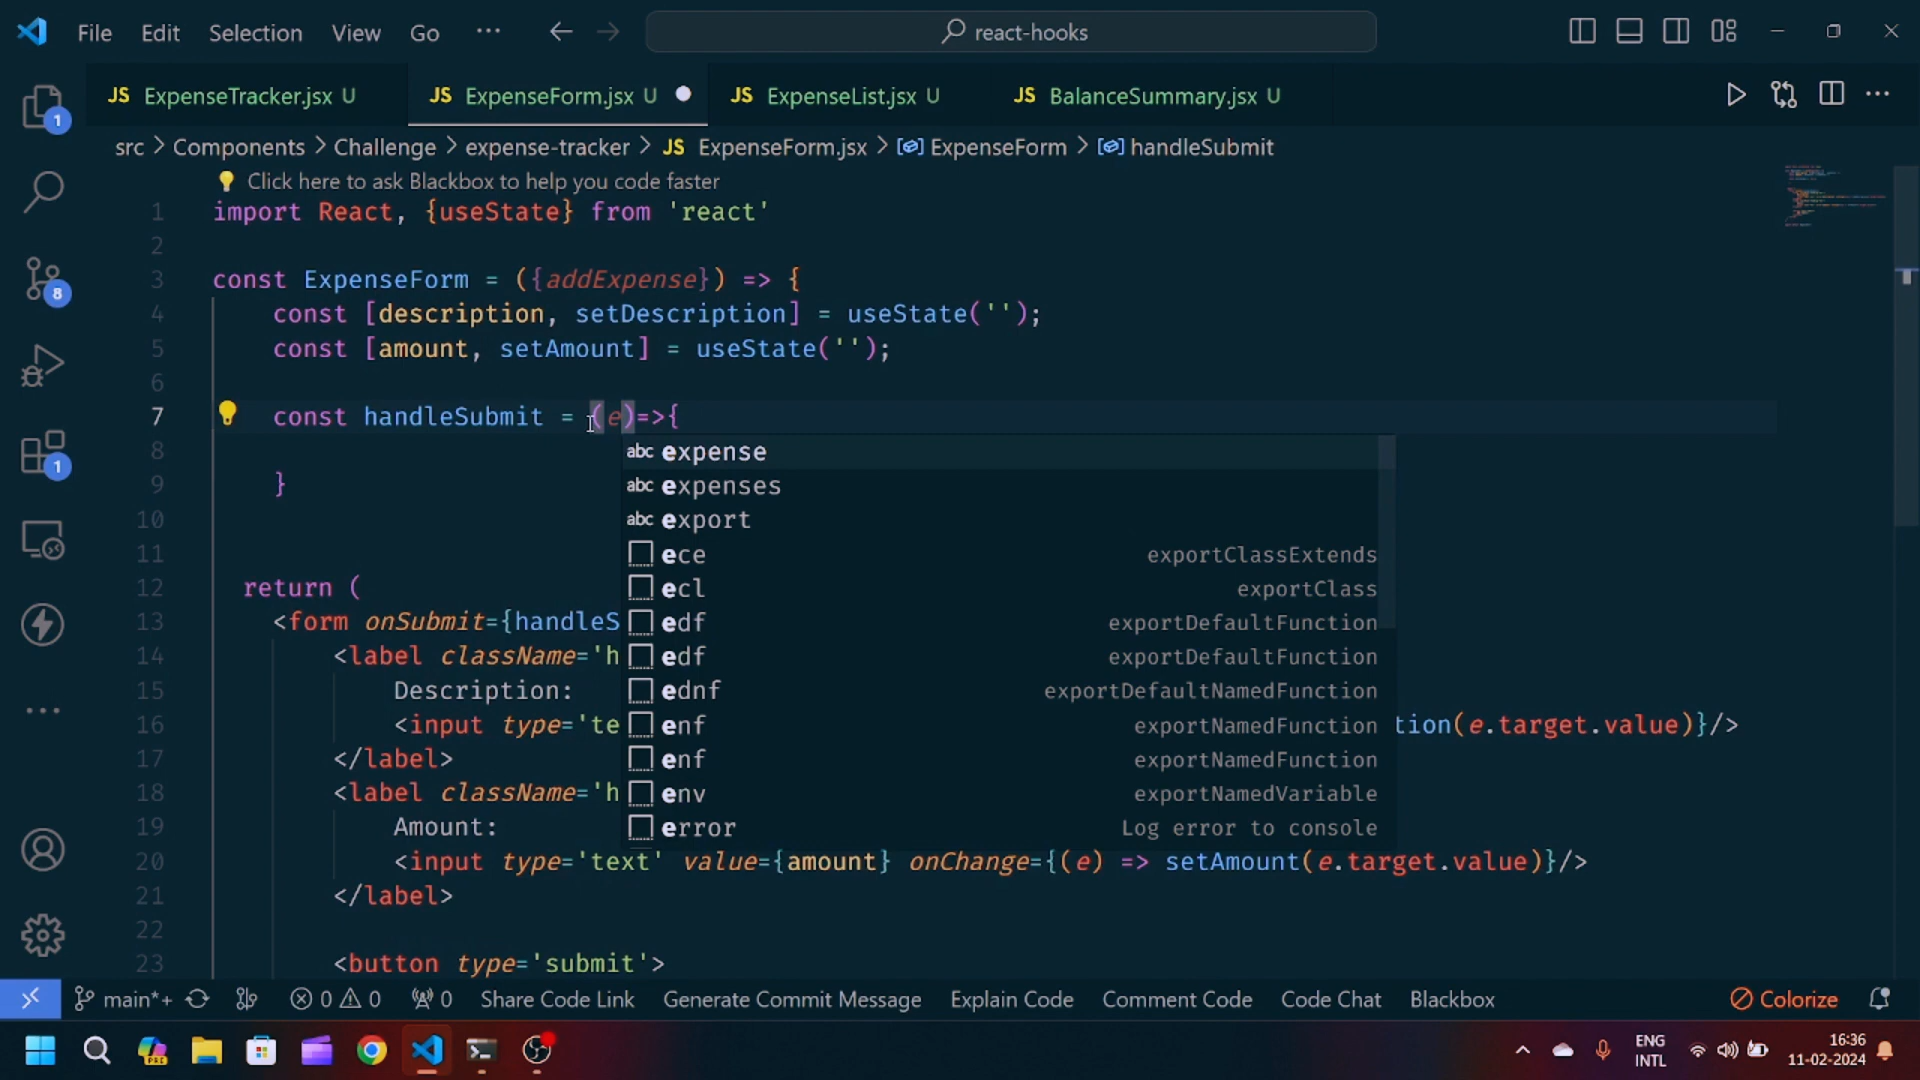 File Edit Selection View Go ··· react-hooks
JS ExpenseTracker.jsx U JS ExpenseForm.jsx U JS ExpenseList.jsx U JS BalanceSummary.jsx U
src > Components > Challenge > expense-tracker > JS ExpenseForm.jsx > ExpenseForm > handleSubmit
Click here to ask Blackbox to help you code faster
1 import React, {useState} from 'react'
2
3 const ExpenseForm = ({addExpense}) => {
4 const [description, setDescription] = useState('');
5 const [amount, setAmount] = useState('');
6
7 const handleSubmit = (e)=>{
8
9 }
10
11
12 return (
13 <form onSubmit={handleS
14 <label className='h
15 Description:
16 <input type='te tion(e.target.value)}/>
17 </label>
18 <label className='h
19 Amount:
20 <input type='text' value={amount} onChange={(e) => setAmount(e.target.value)}/>
21 </label>
22
23 <button type='submit'>
abc expense
abc expenses
abc export
ece exportClassExtends
ecl exportClass
edf exportDefaultFunction
edf exportDefaultFunction
ednf exportDefaultNamedFunction
enf exportNamedFunction
enf exportNamedFunction
env exportNamedVariable
error Log error to console
1
8
1
main*+ 0 0 0 Share Code Link Generate Commit Message Explain Code Comment Code Code Chat Blackbox Colorize
PRE
ENG
INTL
16:36
11-02-2024